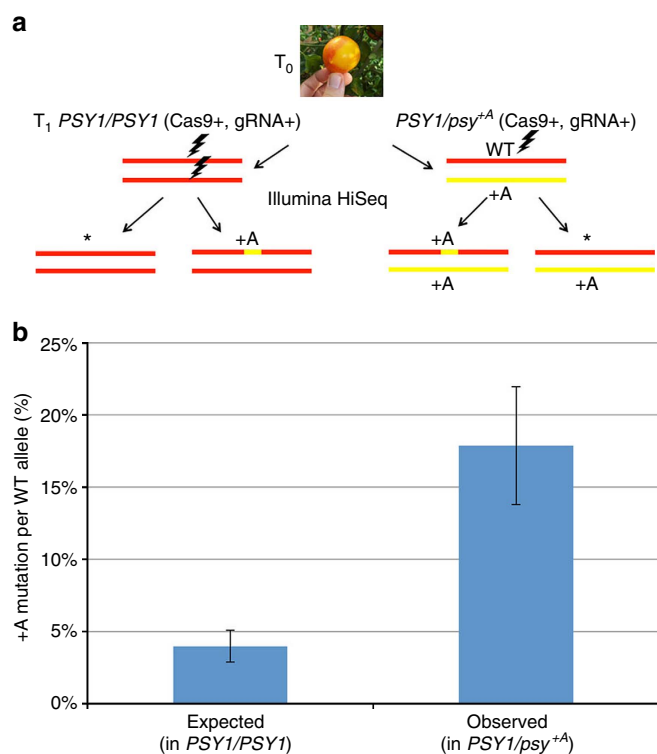 a
T0
T1 PSY1/PSY1 (Cas9+, gRNA+)
PSY1/psy+A (Cas9+, gRNA+)
WT
+A
Illumina HiSeq
*
+A
+A
+A
*
+A
b
+A mutation per WT allele (%)
25%
20%
15%
10%
5%
0%
Expected
(in PSY1/PSY1)
Observed
(in PSY1/psy+A)